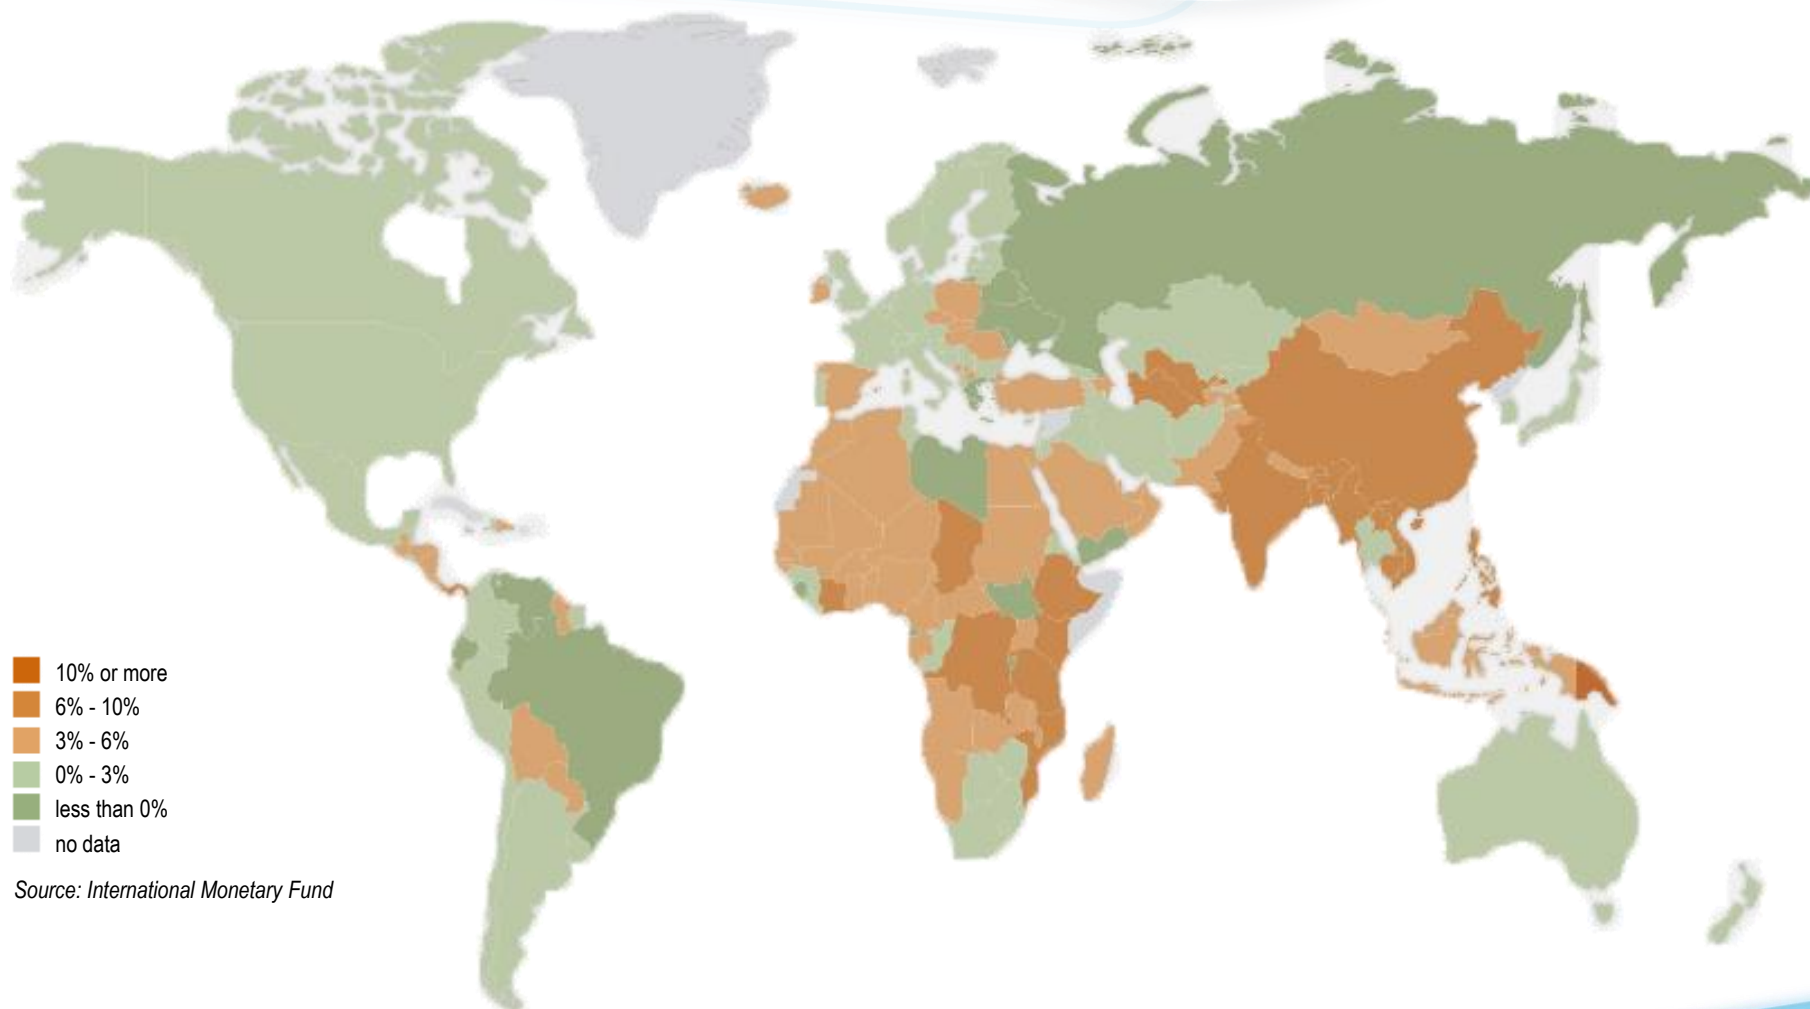 10% or more
6% - 10%
3% - 6%
0% - 3%
less than 0%
no data
Source: International Monetary Fund